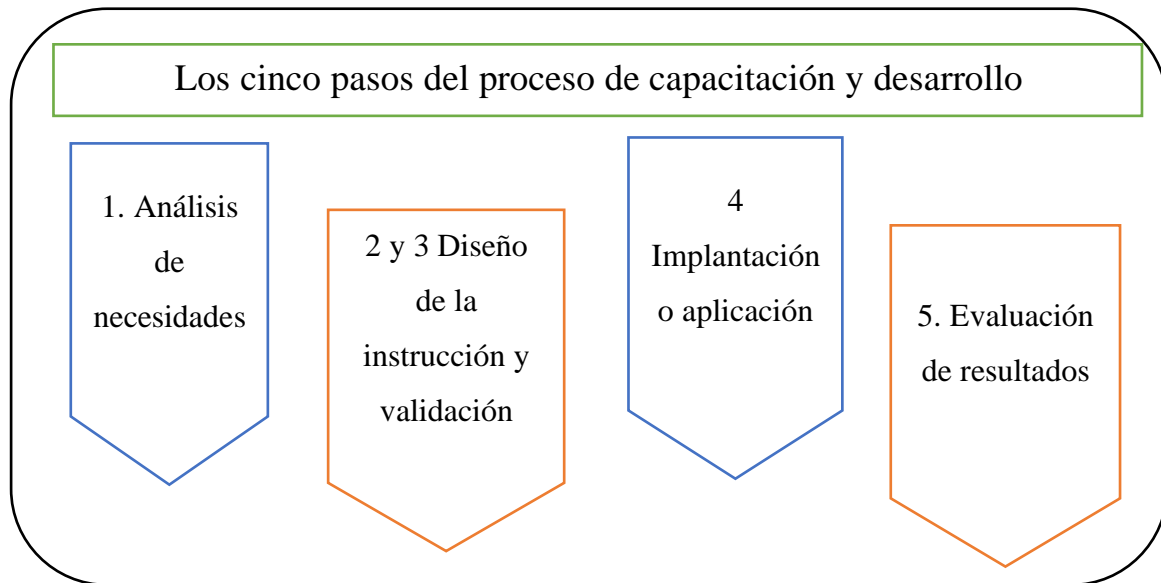 Los cinco pasos del proceso de capacitación y desarrollo
1. Análisis
de
necesidades
2 y 3 Diseño
de la
instrucción y
validación
4
Implantación
o aplicación
5. Evaluación
de resultados